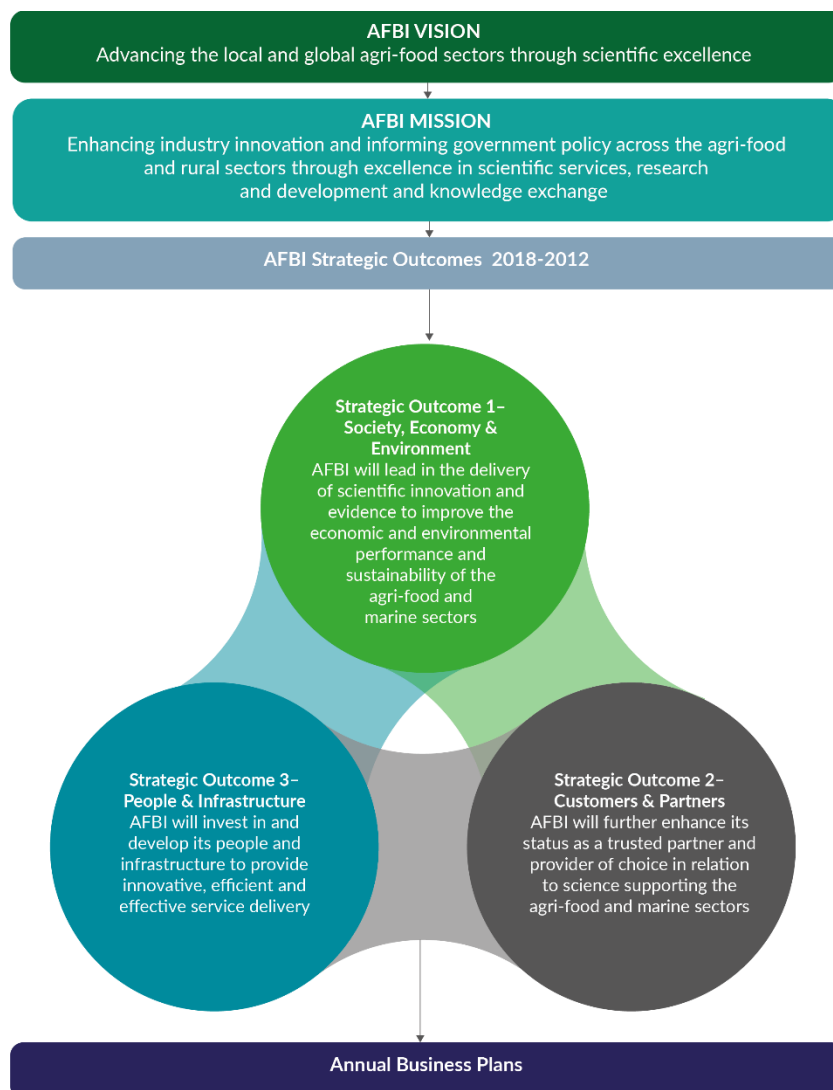 AFBI VISION
Advancing the local and global agri-food sectors through scientific excellence
AFBI MISSION
Enhancing industry innovation and informing government policy across the agri-food
and rural sectors through excellence in scientific services, research
and development and knowledge exchange
AFBI Strategic Outcomes 2018-2012
Strategic Outcome 1–
Society, Economy &
Environment
AFBI will lead in the delivery
of scientific innovation and
evidence to improve the
economic and environmental
performance and
sustainability of the
agri-food and
marine sectors
Strategic Outcome 3–
People & Infrastructure
AFBI will invest in and
develop its people and
infrastructure to provide
innovative, efficient and
effective service delivery
Strategic Outcome 2–
Customers & Partners
AFBI will further enhance its
status as a trusted partner and
provider of choice in relation
to science supporting the
agri-food and marine sectors
Annual Business Plans